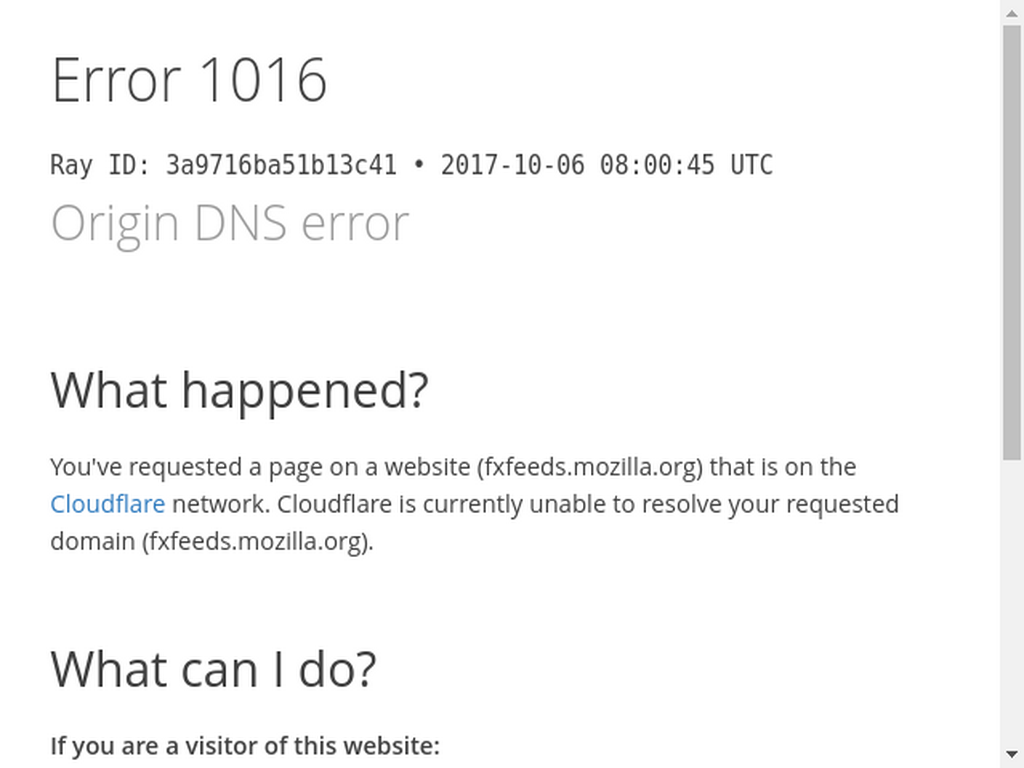 Error 1016
Ray ID: 3a9716ba51b13c41 • 2017-10-06 08:00:45 UTC
Origin DNS error
What happened?
You've requested a page on a website (fxfeeds.mozilla.org) that is on the
Cloudflare network. Cloudflare is currently unable to resolve your requested
domain (fxfeeds.mozilla.org).
What can I do?
If you are a visitor of this website: